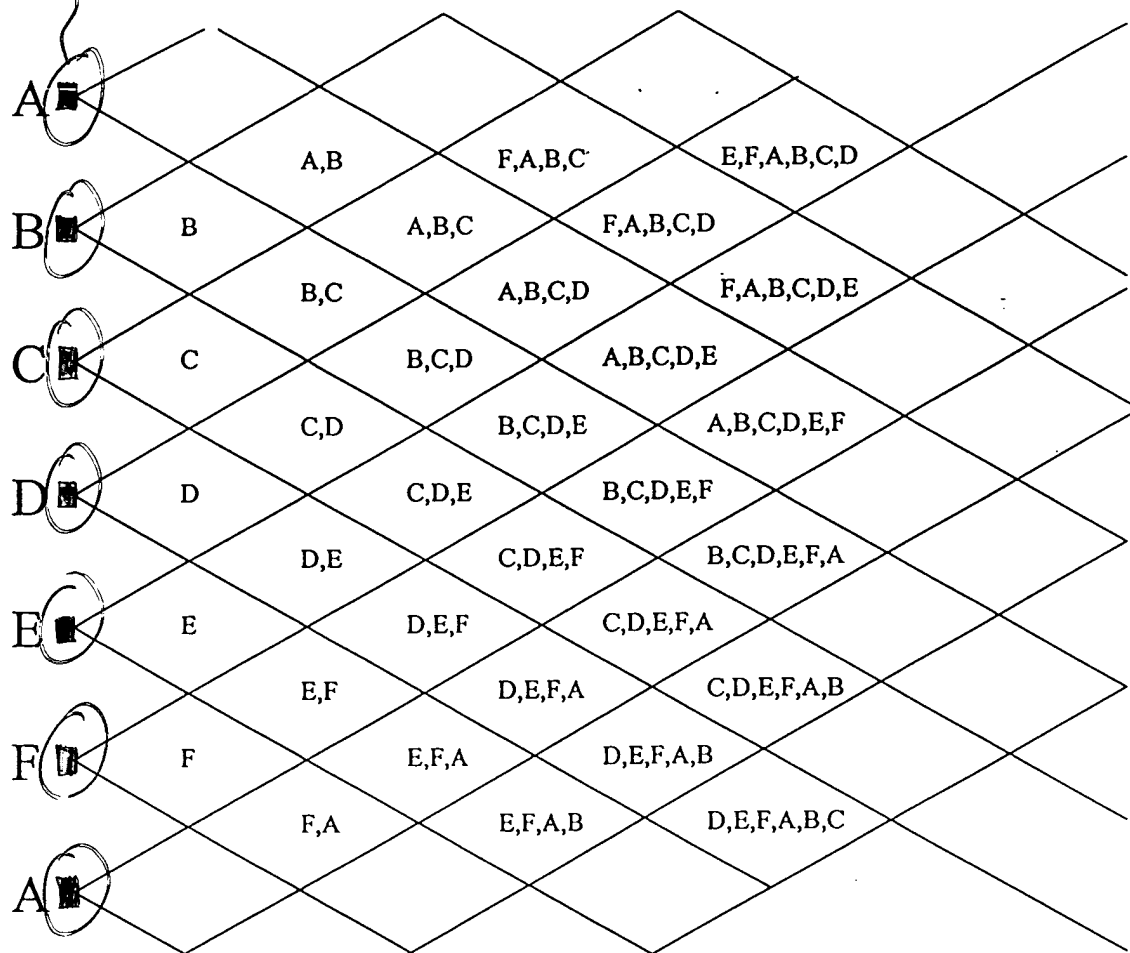 A
A,B F,A,B,C E,F,A,B,C,D
B B A,B,C F,A,B,C,D
B,C A,B,C,D F,A,B,C,D,E
C C B,C,D A,B,C,D,E
C,D B,C,D,E A,B,C,D,E,F
D D C,D,E B,C,D,E,F
D,E C,D,E,F B,C,D,E,F,A
E E D,E,F C,D,E,F,A
E,F D,E,F,A C,D,E,F,A,B
F F E,F,A D,E,F,A,B
F,A E,F,A,B D,E,F,A,B,C
A